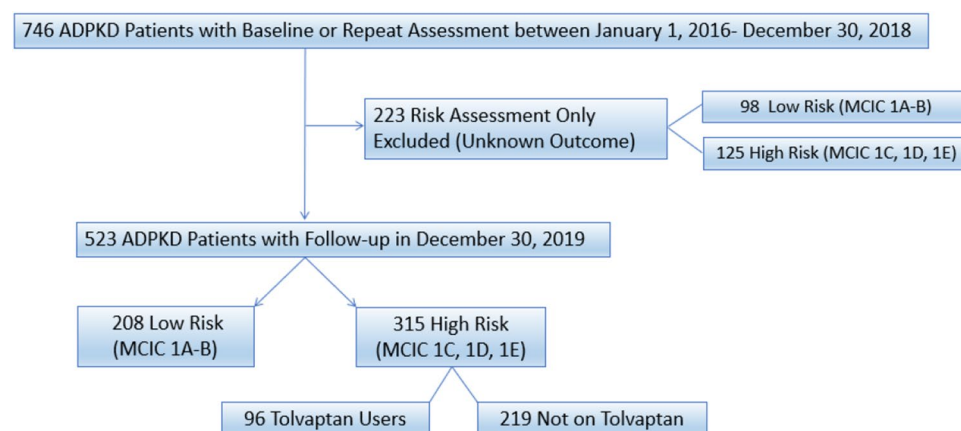 746 ADPKD Patients with Baseline or Repeat Assessment between January 1, 2016- December 30, 2018
223 Risk Assessment Only
Excluded (Unknown Outcome)
98 Low Risk (MCIC 1A-B)
125 High Risk (MCIC 1C, 1D, 1E)
523 ADPKD Patients with Follow-up in December 30, 2019
208 Low Risk
(MCIC 1A-B)
315 High Risk
(MCIC 1C, 1D, 1E)
96 Tolvaptan Users
219 Not on Tolvaptan